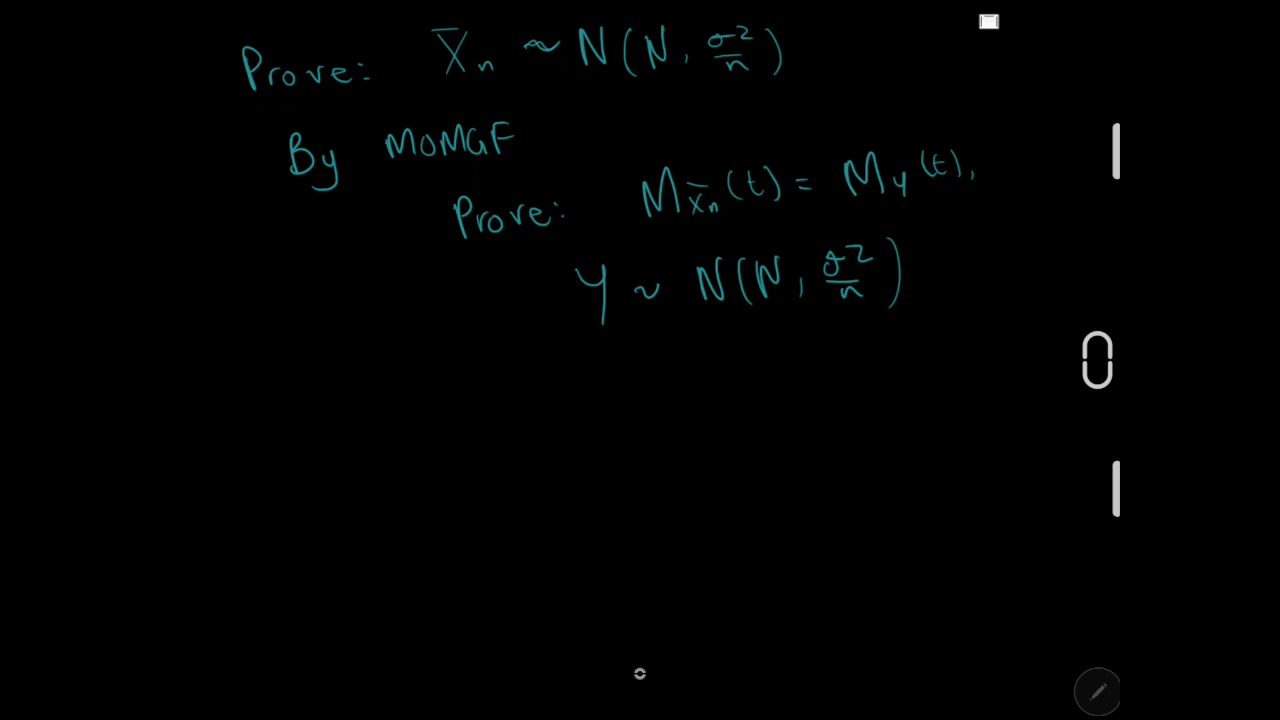 Prove: X̄ₙ ~ N(N, σ²/n)
By MOMGF
Prove: M_X̄ₙ(t) = M_Y(t),
Y ~ N(N, σ²/n)